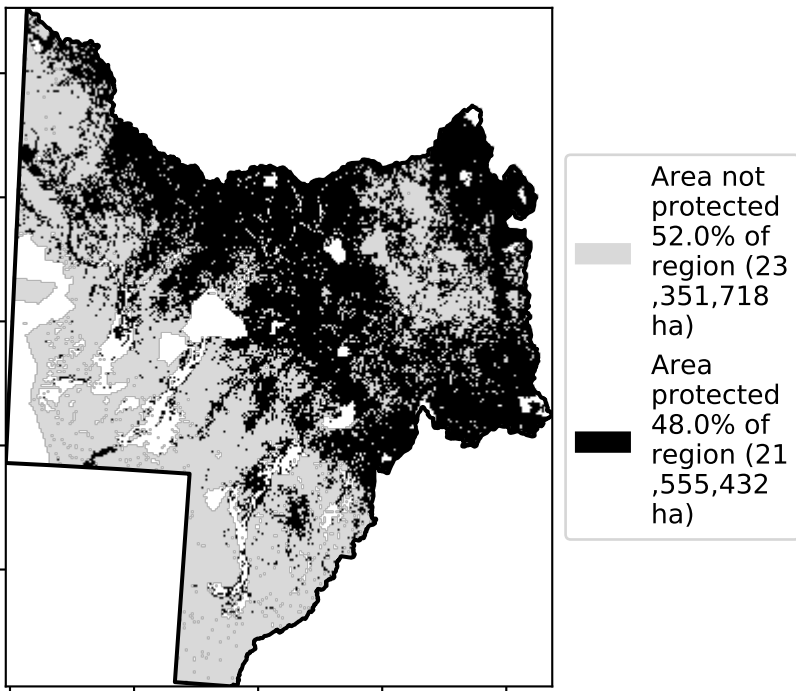 Area not
protected
52.0% of
region (23
,351,718
ha)
Area
protected
48.0% of
region (21
,555,432
ha)